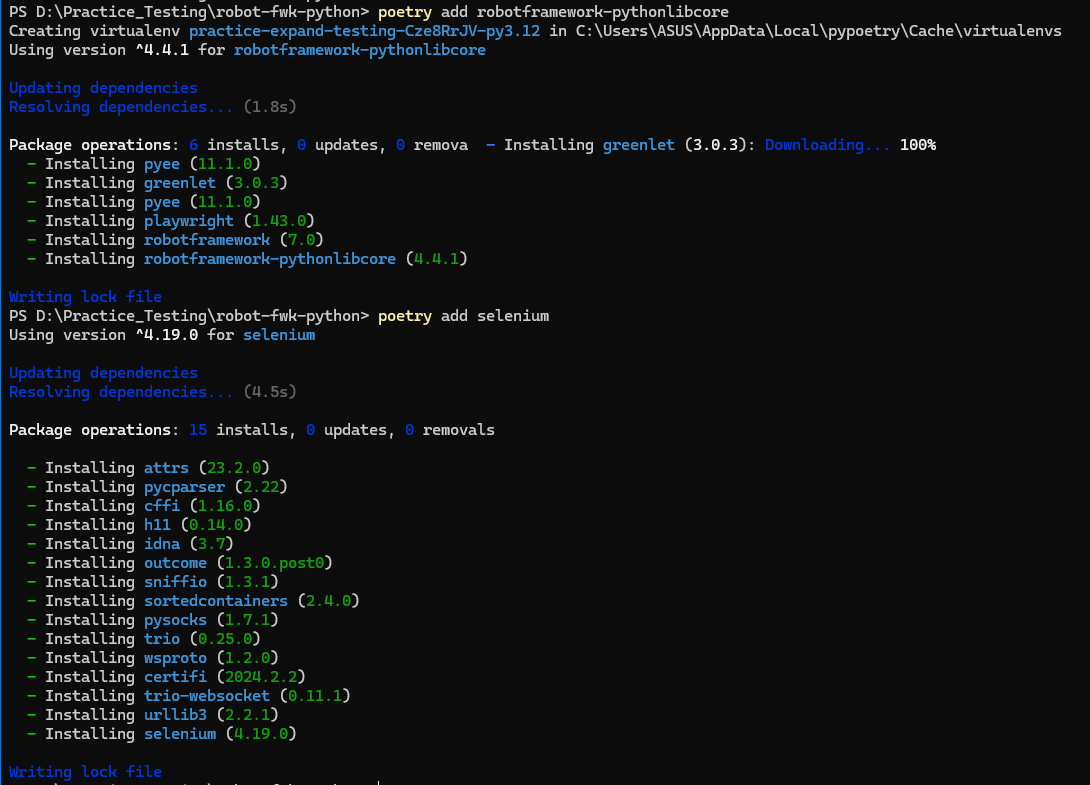 PS D:\Practice_Testing\robot-fwk-python> poetry add robotframework-pythonlibcore
Creating virtualenv practice-expand-testing-Cze8RrJV-py3.12 in C:\Users\ASUS\AppData\Local\pypoetry\Cache\virtualenvs
Using version ^4.4.1 for robotframework-pythonlibcore
Updating dependencies
Resolving dependencies... (1.8s)
Package operations: 6 installs, 0 updates, 0 remova  - Installing greenlet (3.0.3): Downloading... 100%
- Installing pyee (11.1.0)
- Installing greenlet (3.0.3)
- Installing pyee (11.1.0)
- Installing playwright (1.43.0)
- Installing robotframework (7.0)
- Installing robotframework-pythonlibcore (4.4.1)
Writing lock file
PS D:\Practice_Testing\robot-fwk-python> poetry add selenium
Using version ^4.19.0 for selenium
Updating dependencies
Resolving dependencies... (4.5s)
Package operations: 15 installs, 0 updates, 0 removals
- Installing attrs (23.2.0)
- Installing pycparser (2.22)
- Installing cffi (1.16.0)
- Installing h11 (0.14.0)
- Installing idna (3.7)
- Installing outcome (1.3.0.post0)
- Installing sniffio (1.3.1)
- Installing sortedcontainers (2.4.0)
- Installing pysocks (1.7.1)
- Installing trio (0.25.0)
- Installing wsproto (1.2.0)
- Installing certifi (2024.2.2)
- Installing trio-websocket (0.11.1)
- Installing urllib3 (2.2.1)
- Installing selenium (4.19.0)
Writing lock file